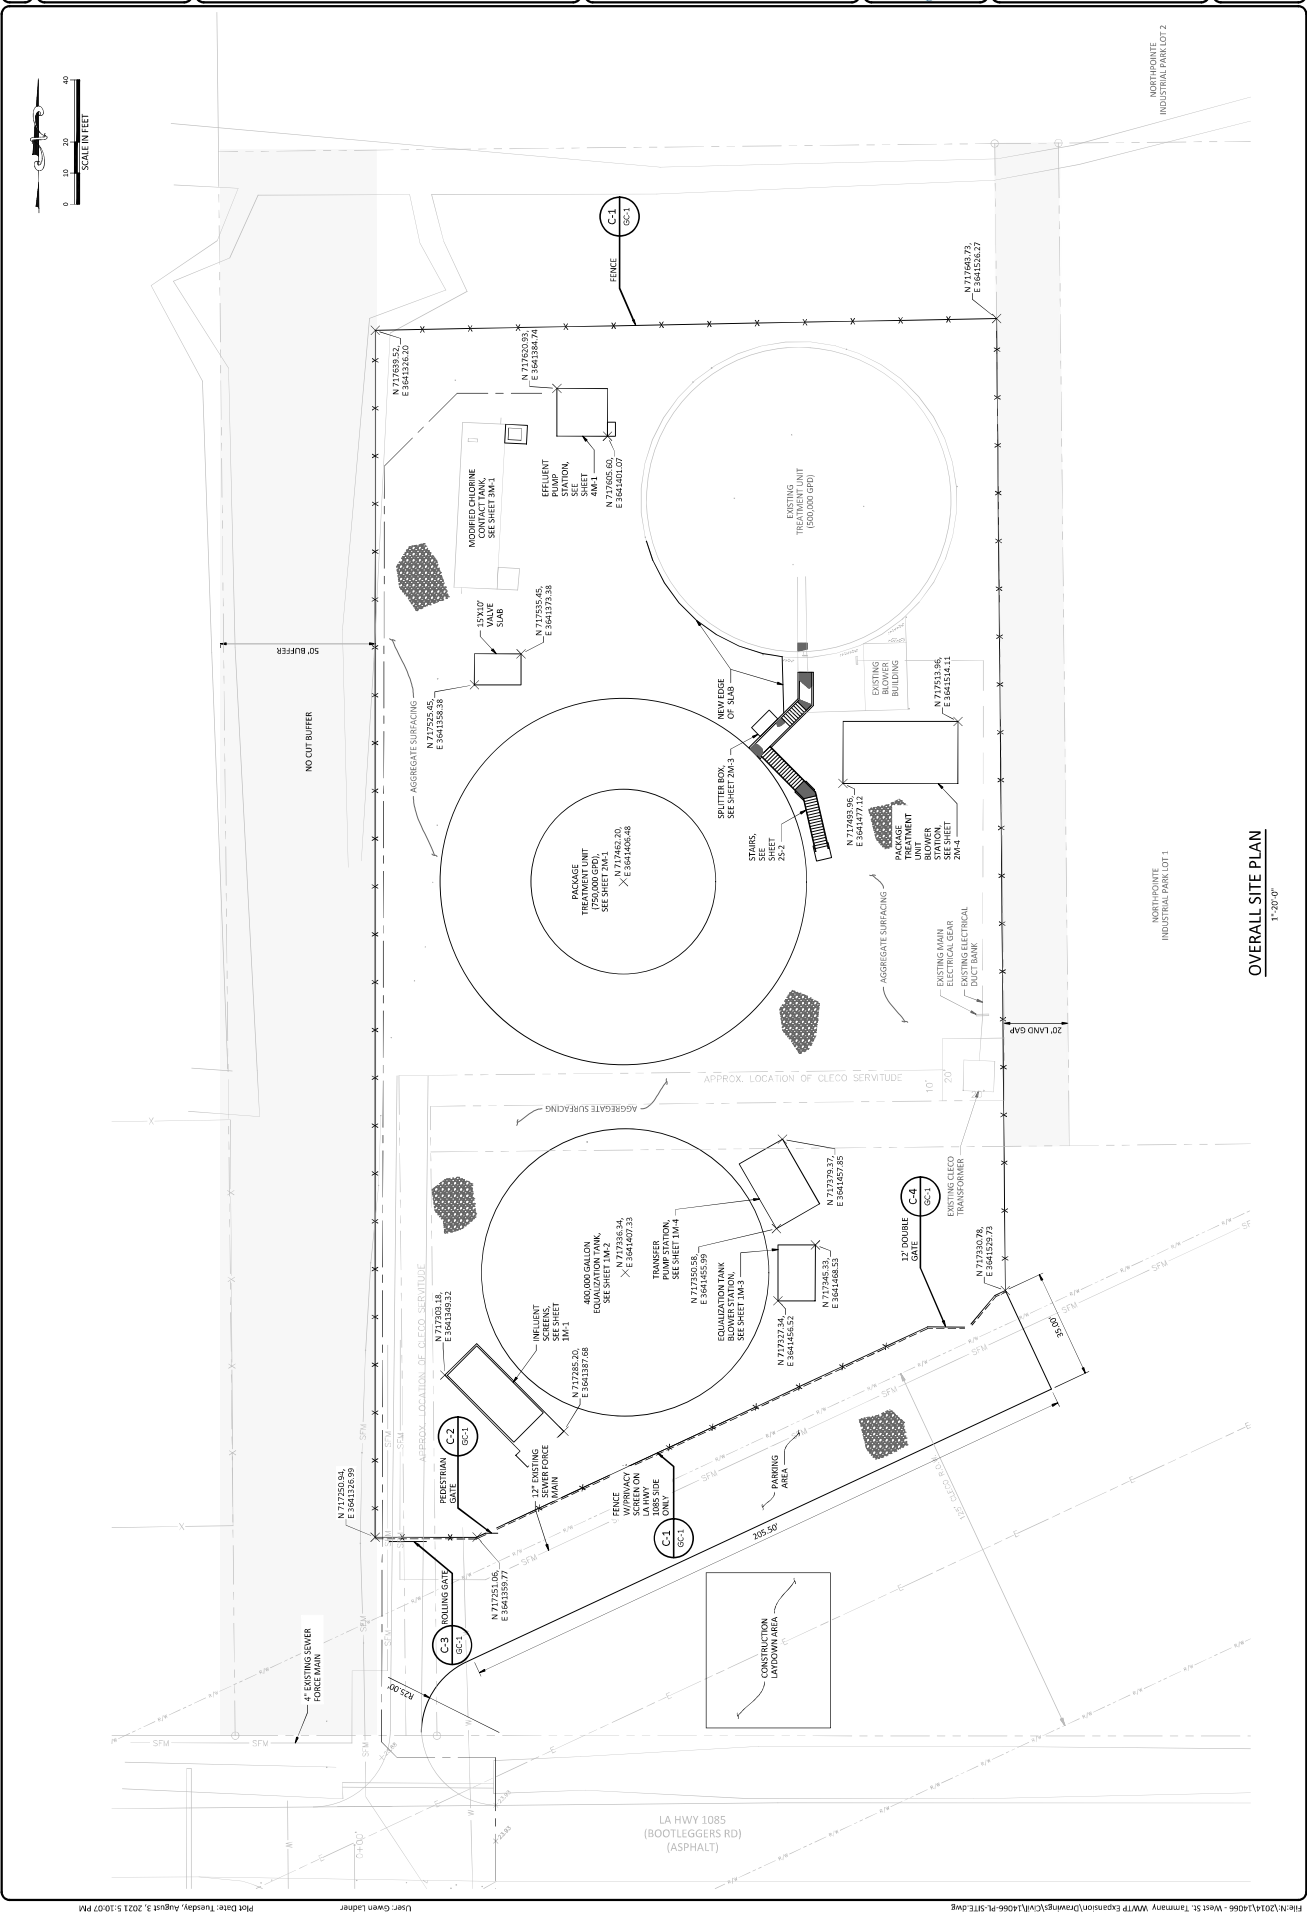 SCALE IN FEET
0
10
20
40
NORTHPOINTE
INDUSTRIAL PARK LOT 2
C-1
GC-1
FENCE
N 717643.73,
E 3641526.27
N 717639.52,
E 3641326.20
N 717620.93,
E 3641384.74
MODIFIED CHLORINE
CONTACT TANK,
SEE SHEET 3M-1
EFFLUENT
PUMP
STATION,
SEE
SHEET
4M-1
N 717605.60,
E 3641401.07
EXISTING
TREATMENT UNIT
(500,000 GPD)
15'X10'
VALVE
SLAB
N 717535.45,
E 3641373.38
N 717525.45,
E 3641358.38
50' BUFFER
NO CUT BUFFER
AGGREGATE SURFACING
NEW EDGE
OF SLAB
EXISTING
BLOWER
BUILDING
N 717513.96,
E 3641514.11
SPLITTER BOX,
SEE SHEET 2M-3
STAIRS,
SEE
SHEET
2S-2
N 717493.96,
E 3641477.12
PACKAGE
TREATMENT
UNIT
BLOWER
STATION,
SEE SHEET
2M-4
PACKAGE
TREATMENT UNIT
(750,000 GPD),
SEE SHEET 2M-1
N 717462.20,
E 3641406.48
AGGREGATE SURFACING
EXISTING MAIN
ELECTRICAL GEAR
EXISTING ELECTRICAL
DUCT BANK
20' LAND GAP
NORTHPOINTE
INDUSTRIAL PARK LOT 1
OVERALL SITE PLAN
1"-20'-0"
APPROX. LOCATION OF CLECO SERVITUDE
10'
20'
AGGREGATE SURFACING
EXISTING CLECO
TRANSFORMER
N 717379.37,
E 3641457.85
TRANSFER
PUMP STATION,
SEE SHEET 1M-4
N 717350.58,
E 3641455.99
400,000 GALLON
EQUALIZATION TANK,
SEE SHEET 1M-2
N 717336.34,
E 3641407.33
EQUALIZATION TANK
BLOWER STATION,
SEE SHEET 1M-3
N 717345.33,
E 3641468.53
N 717327.34,
E 3641456.52
C-4
GC-1
12' DOUBLE
GATE
N 717330.78,
E 3641529.73
35.00'
N 717303.18,
E 3641349.32
INFLUENT
SCREENS,
SEE SHEET
1M-1
N 717285.20,
E 3641387.68
APPROX. LOCATION OF CLECO SERVITUDE
C-2
GC-1
PEDESTRIAN
GATE
12" EXISTING
SEWER FORCE
MAIN
FENCE
W/PRIVACY
SCREEN ON
LA HWY
1085 SIDE
ONLY
C-1
GC-1
PARKING
AREA
205.50'
N 717250.94,
E 3641326.99
N 717251.06,
E 3641359.77
C-3
GC-1
ROLLING GATE
R25.00'
4" EXISTING SEWER
FORCE MAIN
CONSTRUCTION
LAYDOWN AREA
SFM
SFM
SFM
SFM
SFM
R/W
R/W
R/W
LA HWY 1085
(BOOTLEGGERS RD)
(ASPHALT)
File: N:\2014\14066 - West St. Tammany WWTP Expansion\Drawings\Civil\14066-PL-SITE.dwg
User: Gwen Ladner
Plot Date: Tuesday, August 3, 2021 5:10:07 PM